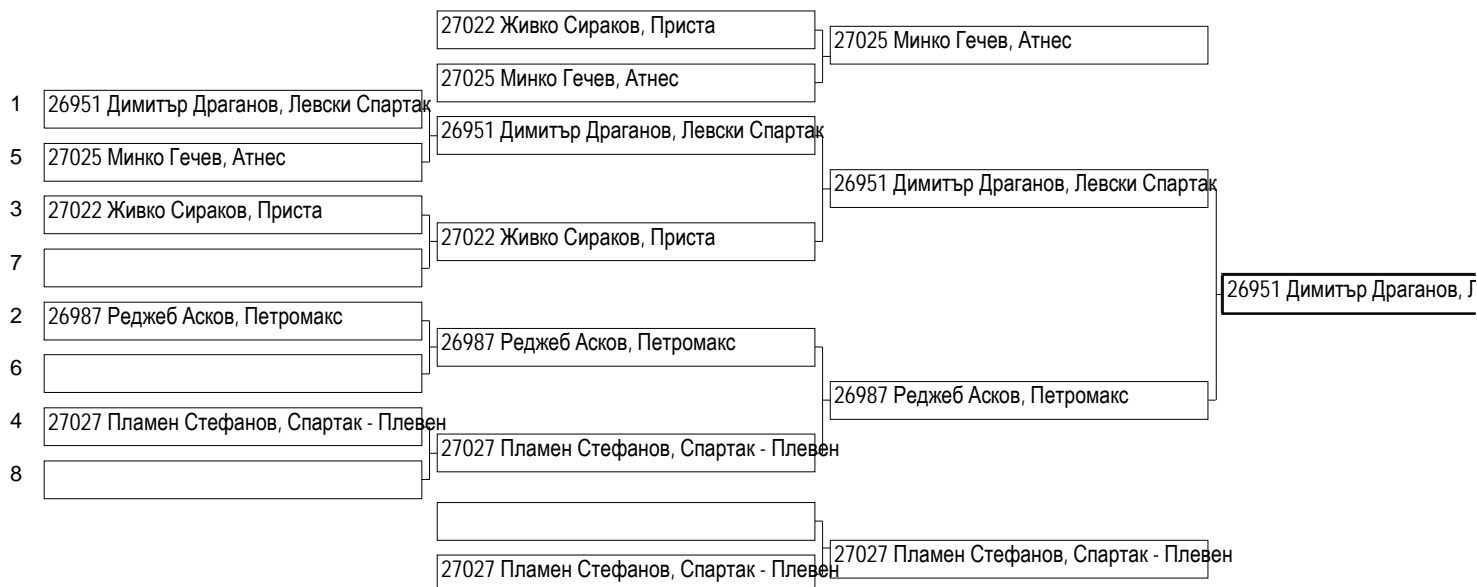 27022 Живко Сираков, Приста
27025 Минко Гечев, Атнес
27025 Минко Гечев, Атнес
1 26951 Димитър Драганов, Левски Спартак
26951 Димитър Драганов, Левски Спартак
5 27025 Минко Гечев, Атнес
26951 Димитър Драганов, Левски Спартак
3 27022 Живко Сираков, Приста
27022 Живко Сираков, Приста
7
26951 Димитър Драганов,
2 26987 Реджеб Асков, Петромакс
26987 Реджеб Асков, Петромакс
6
26987 Реджеб Асков, Петромакс
4 27027 Пламен Стефанов, Спартак - Плевен
27027 Пламен Стефанов, Спартак - Плевен
8
27027 Пламен Стефанов, Спартак - Плевен
27027 Пламен Стефанов, Спартак - Плевен